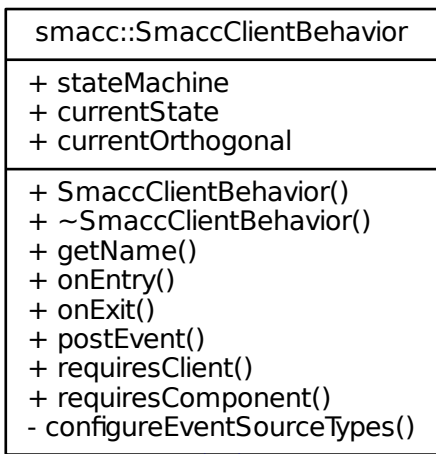 smacc::SmaccClientBehavior
+ stateMachine
+ currentState
+ currentOrthogonal
+ SmaccClientBehavior()
+ ~SmaccClientBehavior()
+ getName()
+ onEntry()
+ onExit()
+ postEvent()
+ requiresClient()
+ requiresComponent()
- configureEventSourceTypes()